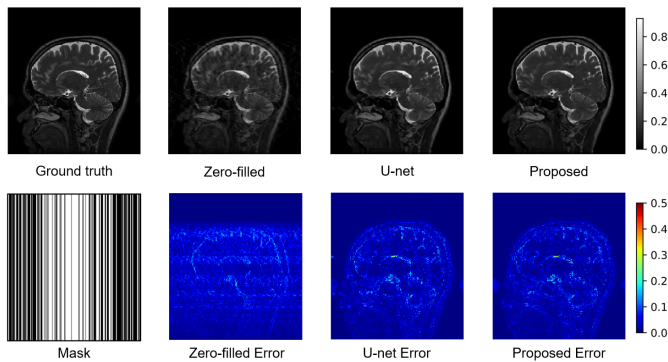 Ground truth
Zero-filled
U-net
Proposed
0.8
0.6
0.4
0.2
0.0
Mask
Zero-filled Error
U-net Error
Proposed Error
0.5
0.4
0.3
0.2
0.1
0.0